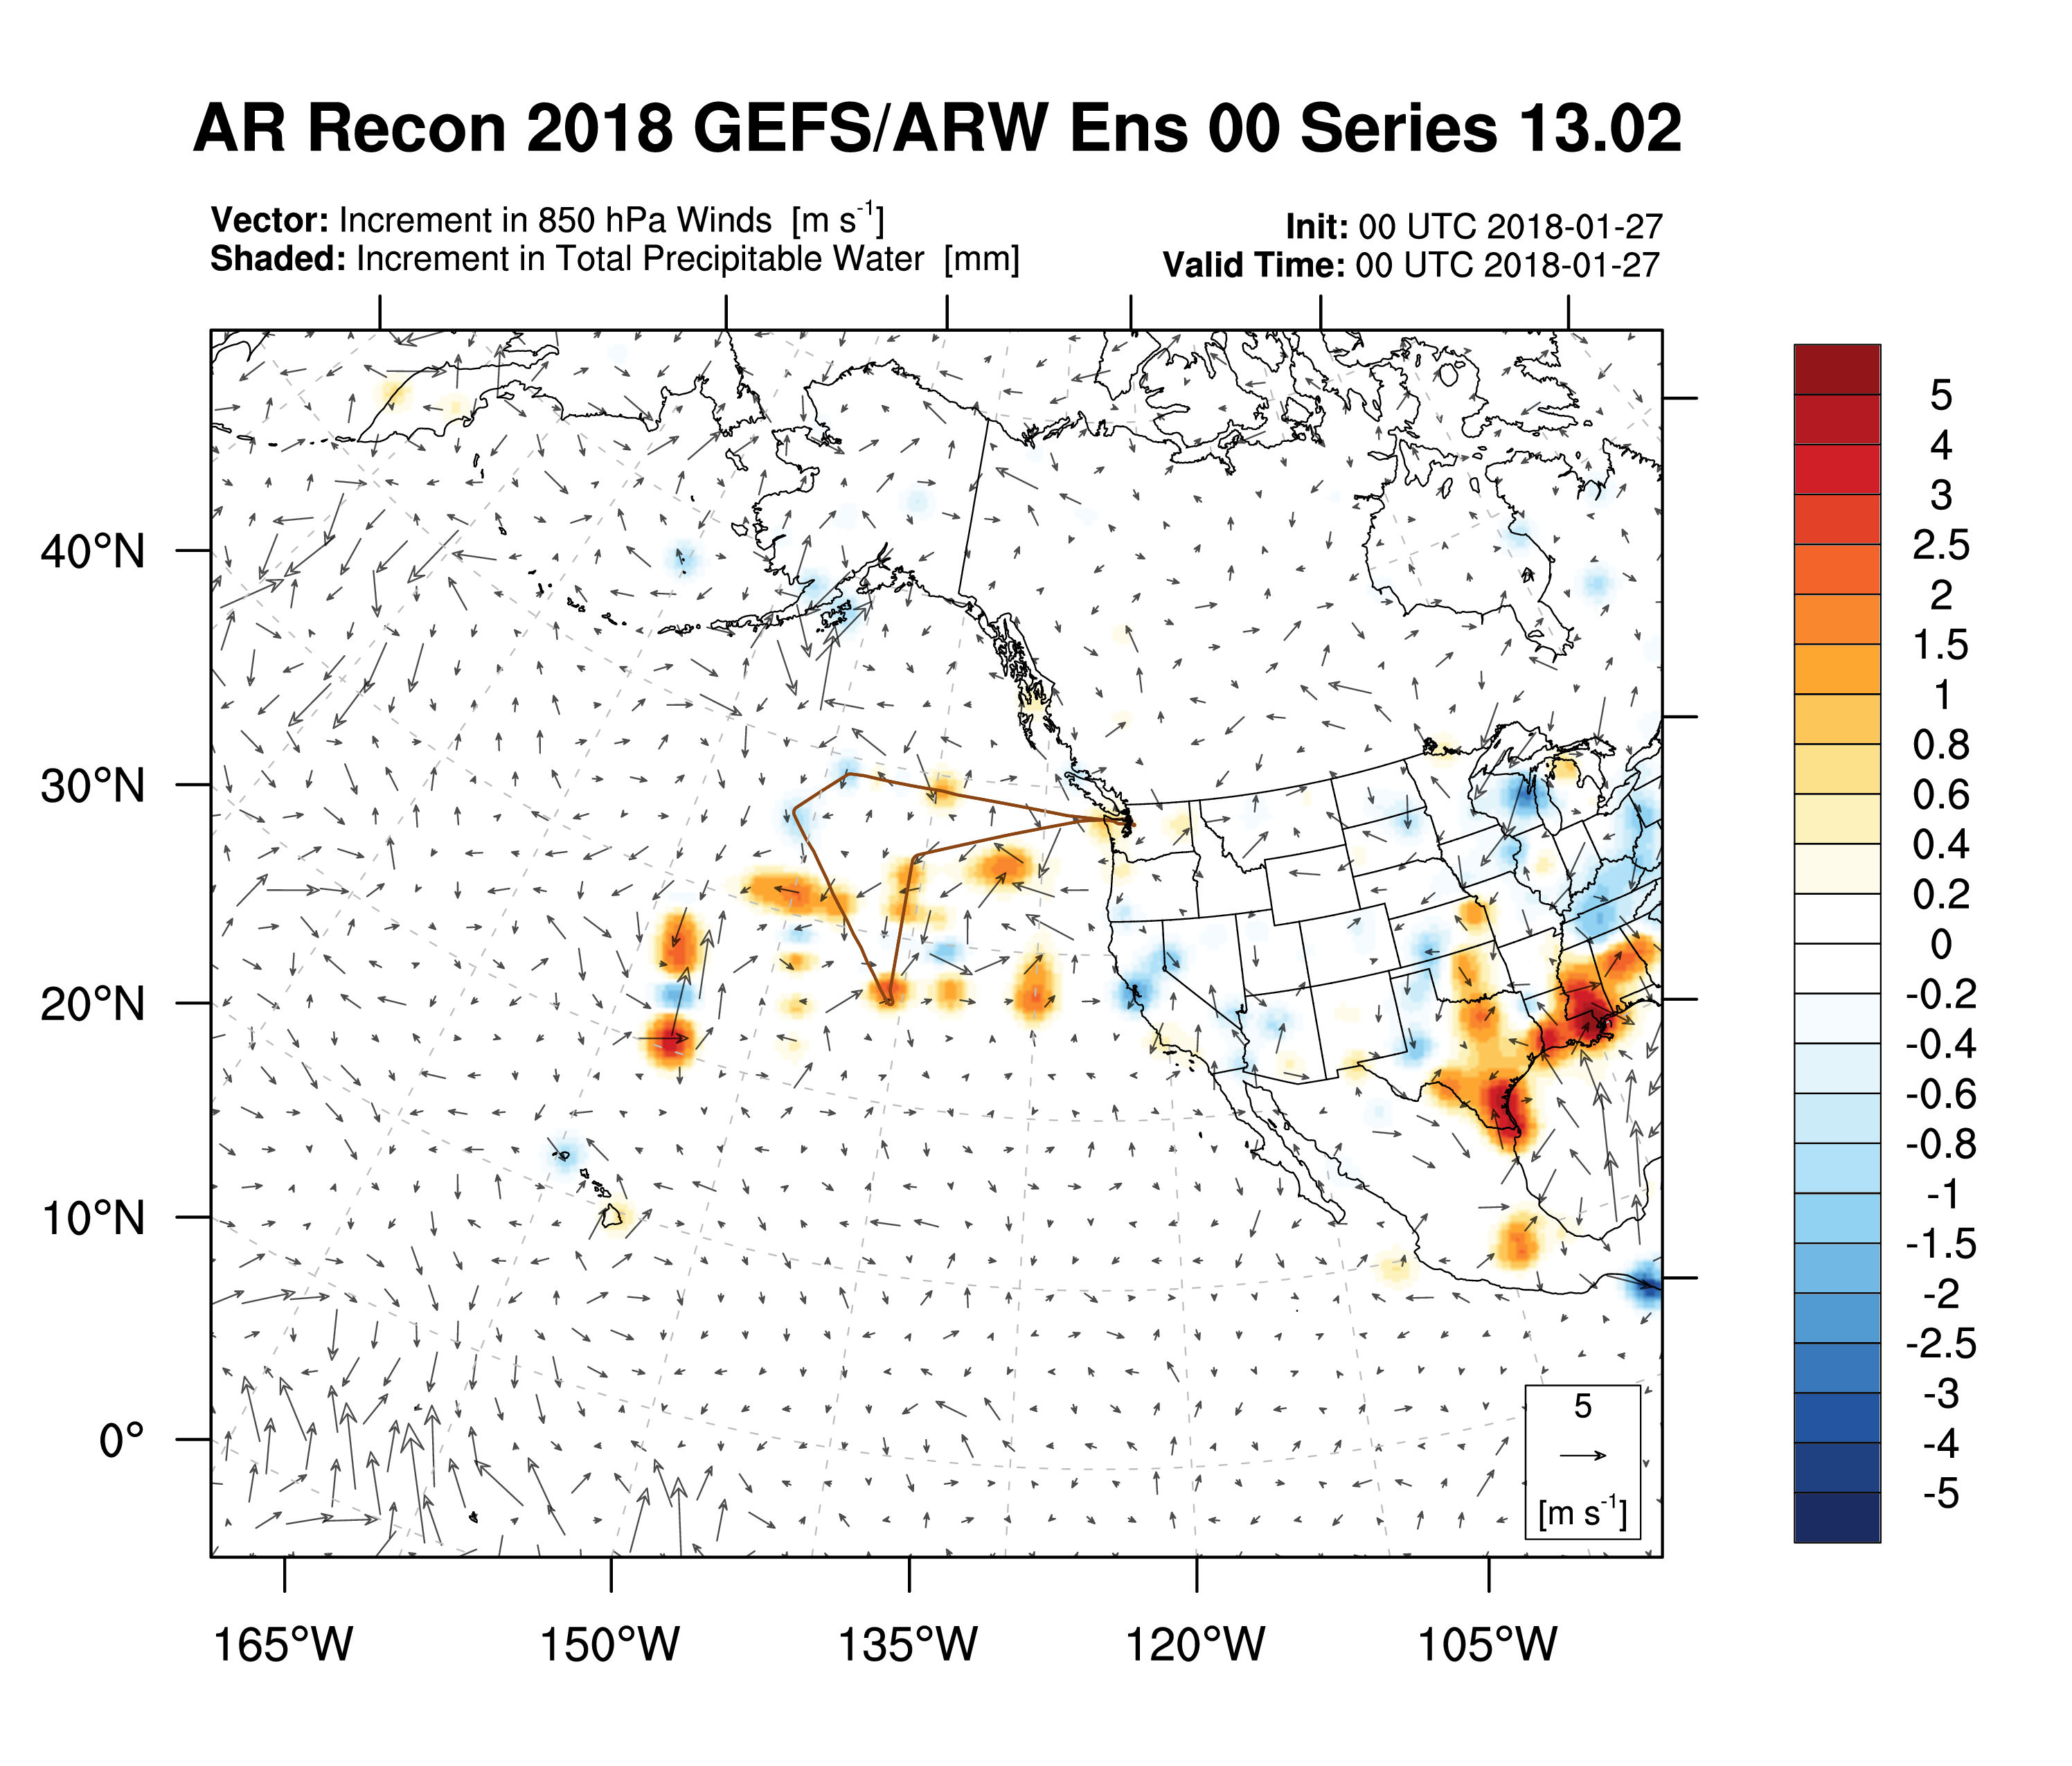 AR Recon 2018 GEFS/ARW Ens 00 Series 13.02
Vector: Increment in 850 hPa Winds [m s⁻¹]
Init: 00 UTC 2018-01-27
Shaded: Increment in Total Precipitable Water [mm]
Valid Time: 00 UTC 2018-01-27
40°N
30°N
20°N
10°N
0°
165°W
150°W
135°W
120°W
105°W
5
[m s⁻¹]
5
4
3
2.5
2
1.5
1
0.8
0.6
0.4
0.2
0
-0.2
-0.4
-0.6
-0.8
-1
-1.5
-2
-2.5
-3
-4
-5